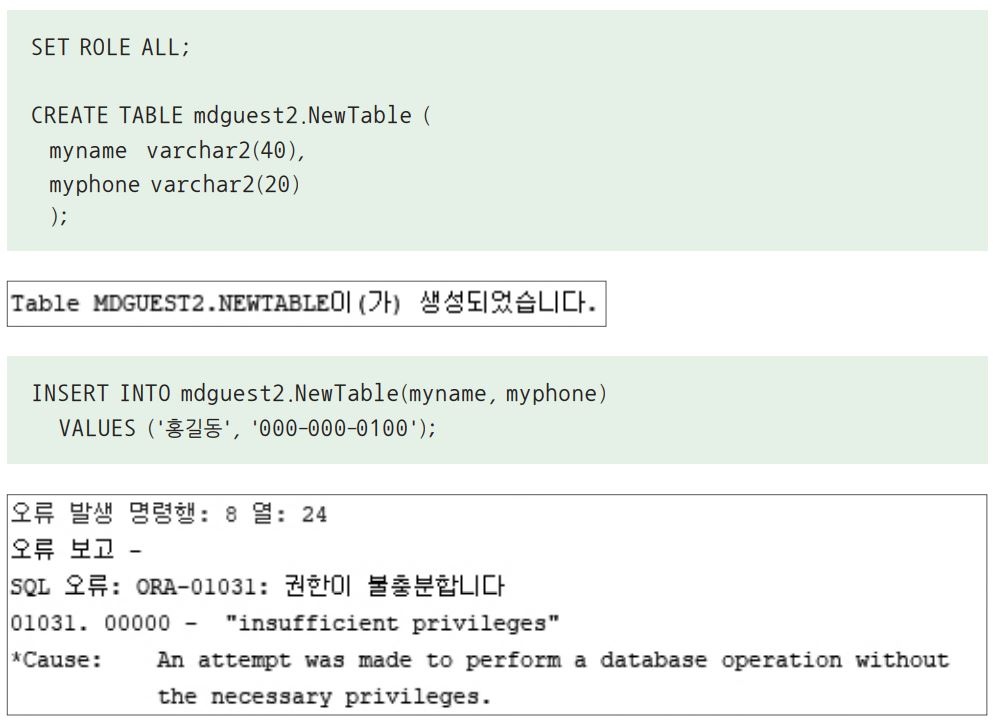 SET ROLE ALL;
CREATE TABLE mdguest2.NewTable (
myname varchar2(40),
myphone varchar2(20)
);
Table MDGUEST2.NEWTABLE이(가) 생성되었습니다.
INSERT INTO mdguest2.NewTable(myname, myphone)
VALUES ('홍길동', '000-000-0100');
오류 발생 명령행: 8 열: 24
오류 보고 -
SQL 오류: ORA-01031: 권한이 불충분합니다
01031. 00000 - "insufficient privileges"
*Cause: An attempt was made to perform a database operation without
the necessary privileges.